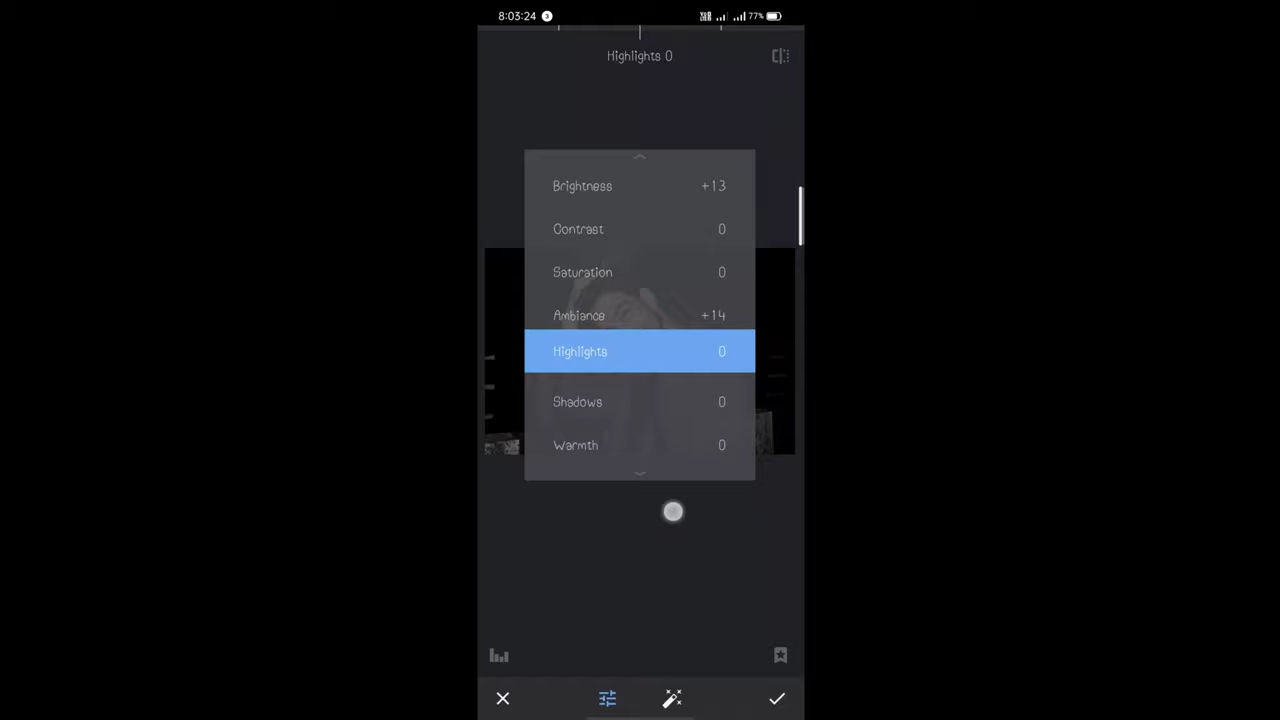 8:03:24 3 77%
Highlights 0
Brightness +13
Contrast 0
Saturation 0
Ambiance +14
Highlights 0
Shadows 0
Warmth 0